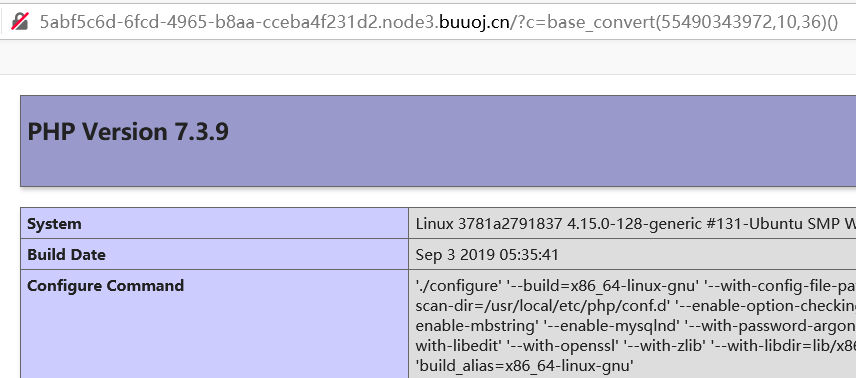 5abf5c6d-6fcd-4965-b8aa-cceba4f231d2.node3.buuoj.cn/?c=base_convert(55490343972,10,36)()
PHP Version 7.3.9
System Linux 3781a2791837 4.15.0-128-generic #131-Ubuntu SMP W
Build Date Sep 3 2019 05:35:41
Configure Command './configure' '--build=x86_64-linux-gnu' '--with-config-file-pa
scan-dir=/usr/local/etc/php/conf.d' '--enable-option-checking
enable-mbstring' '--enable-mysqlnd' '--with-password-argon
with-libedit' '--with-openssl' '--with-zlib' '--with-libdir=lib/x86
'build_alias=x86_64-linux-gnu'